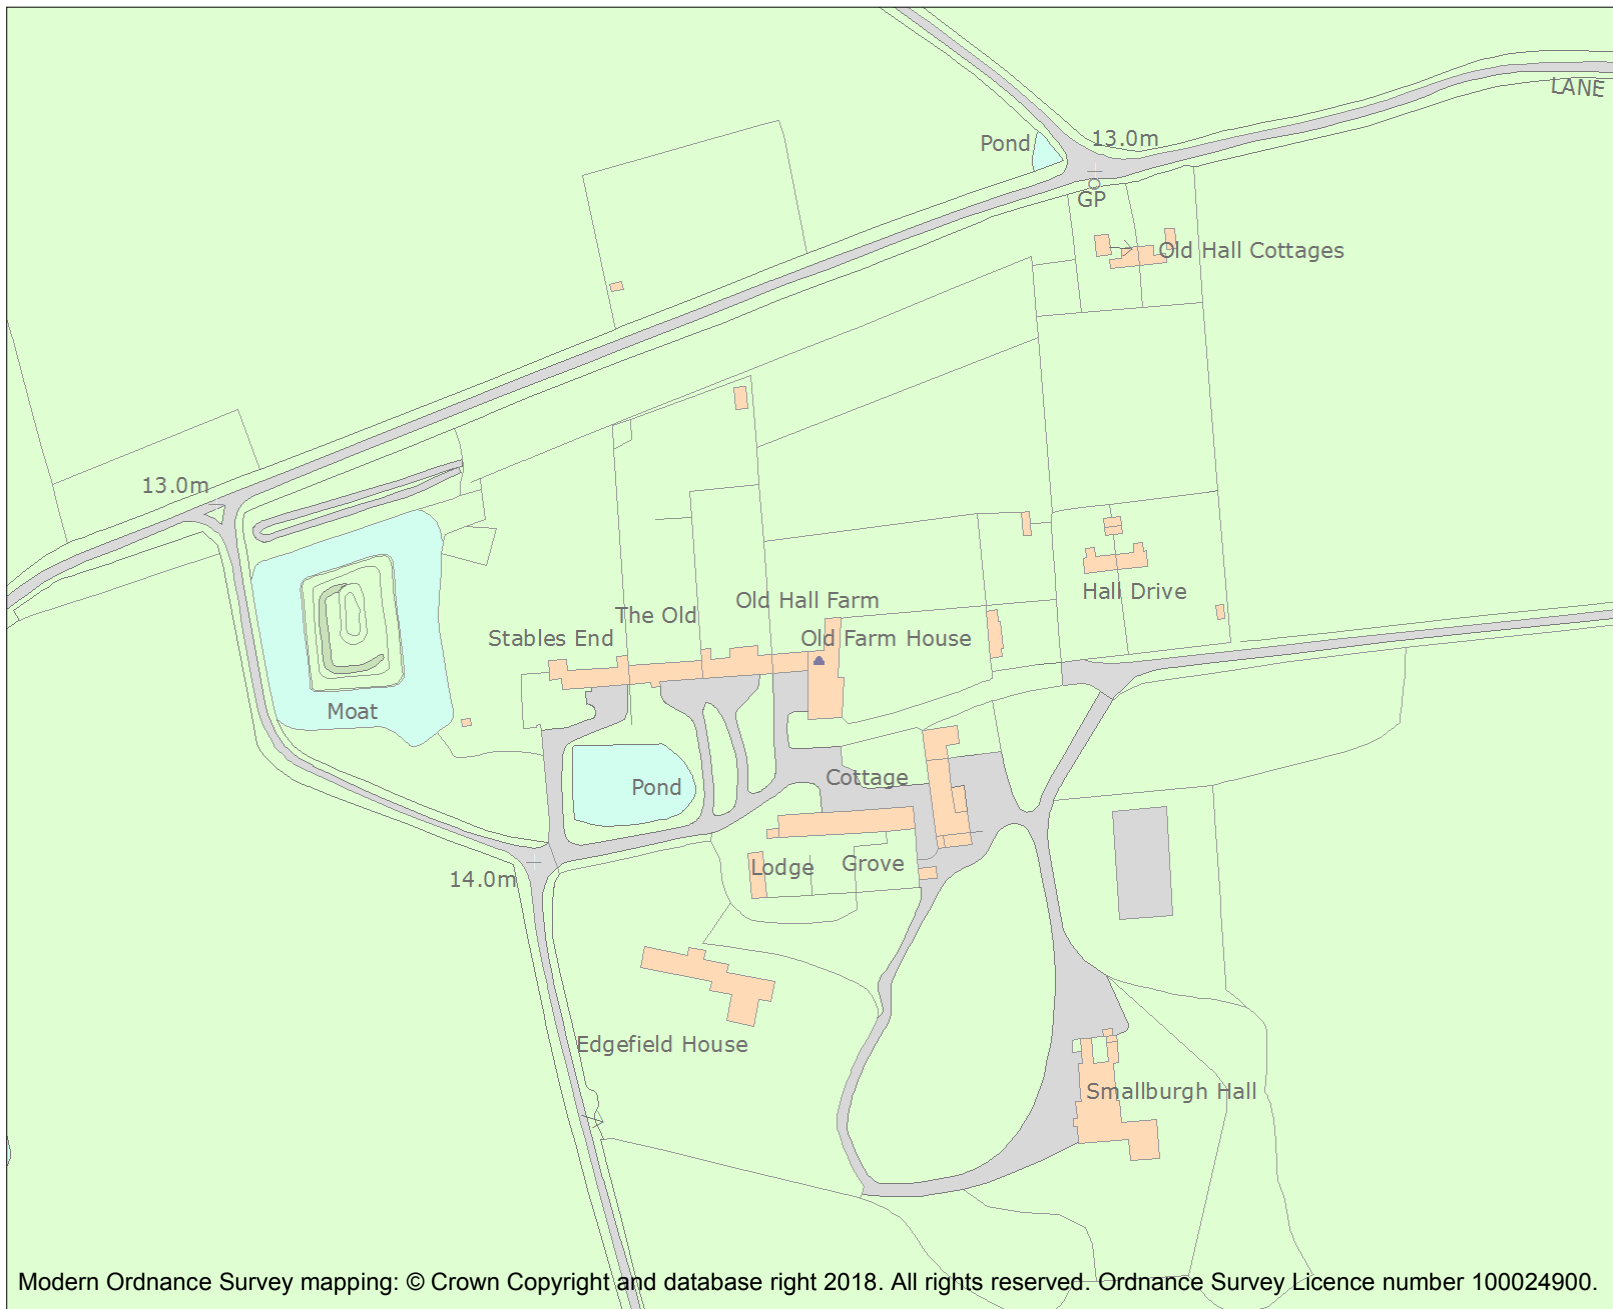 LANE
13.0m
Pond
GP
Old Hall Cottages
13.0m
Hall Drive
Old Hall Farm
The Old
Stables End
Old Farm House
Moat
Cottage
Pond
Lodge
Grove
14.0m
Edgefield House
Smallburgh Hall
Modern Ordnance Survey mapping: © Crown Copyright and database right 2018. All rights reserved. Ordnance Survey Licence number 100024900.